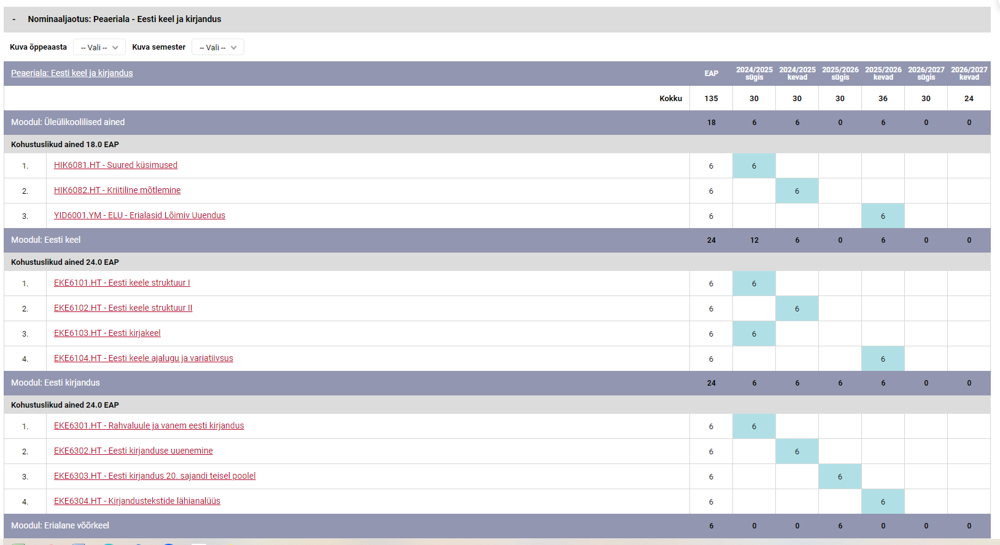 - Nominaaljaotus: Peaeriala - Eesti keel ja kirjandus
Kuva õppeaasta -- Vali -- Kuva semester -- Vali --
Peaeriala: Eesti keel ja kirjandus EAP 2024/2025 sügis 2024/2025 kevad 2025/2026 sügis 2025/2026 kevad 2026/2027 sügis 2026/2027 kevad
Kokku 135 30 30 30 36 30 24
Moodul: Üleülikoolilised ained 18 6 6 0 6 0 0
Kohustuslikud ained 18.0 EAP
1. HIK6081.HT - Suured küsimused 6 6
2. HIK6082.HT - Kriitiline mõtlemine 6 6
3. YID6001.YM - ELU - Erialasid Lõimiv Uuendus 6 6
Moodul: Eesti keel 24 12 6 0 6 0 0
Kohustuslikud ained 24.0 EAP
1. EKE6101.HT - Eesti keele struktuur I 6 6
2. EKE6102.HT - Eesti keele struktuur II 6 6
3. EKE6103.HT - Eesti kirjakeel 6 6
4. EKE6104.HT - Eesti keele ajalugu ja variatiivsus 6 6
Moodul: Eesti kirjandus 24 6 6 6 6 0 0
Kohustuslikud ained 24.0 EAP
1. EKE6301.HT - Rahvaluule ja vanem eesti kirjandus 6 6
2. EKE6302.HT - Eesti kirjanduse uuenemine 6 6
3. EKE6303.HT - Eesti kirjandus 20. sajandi teisel poolel 6 6
4. EKE6304.HT - Kirjandustekstide lähianalüüs 6 6
Moodul: Erialane võõrkeel 6 0 0 6 0 0 0